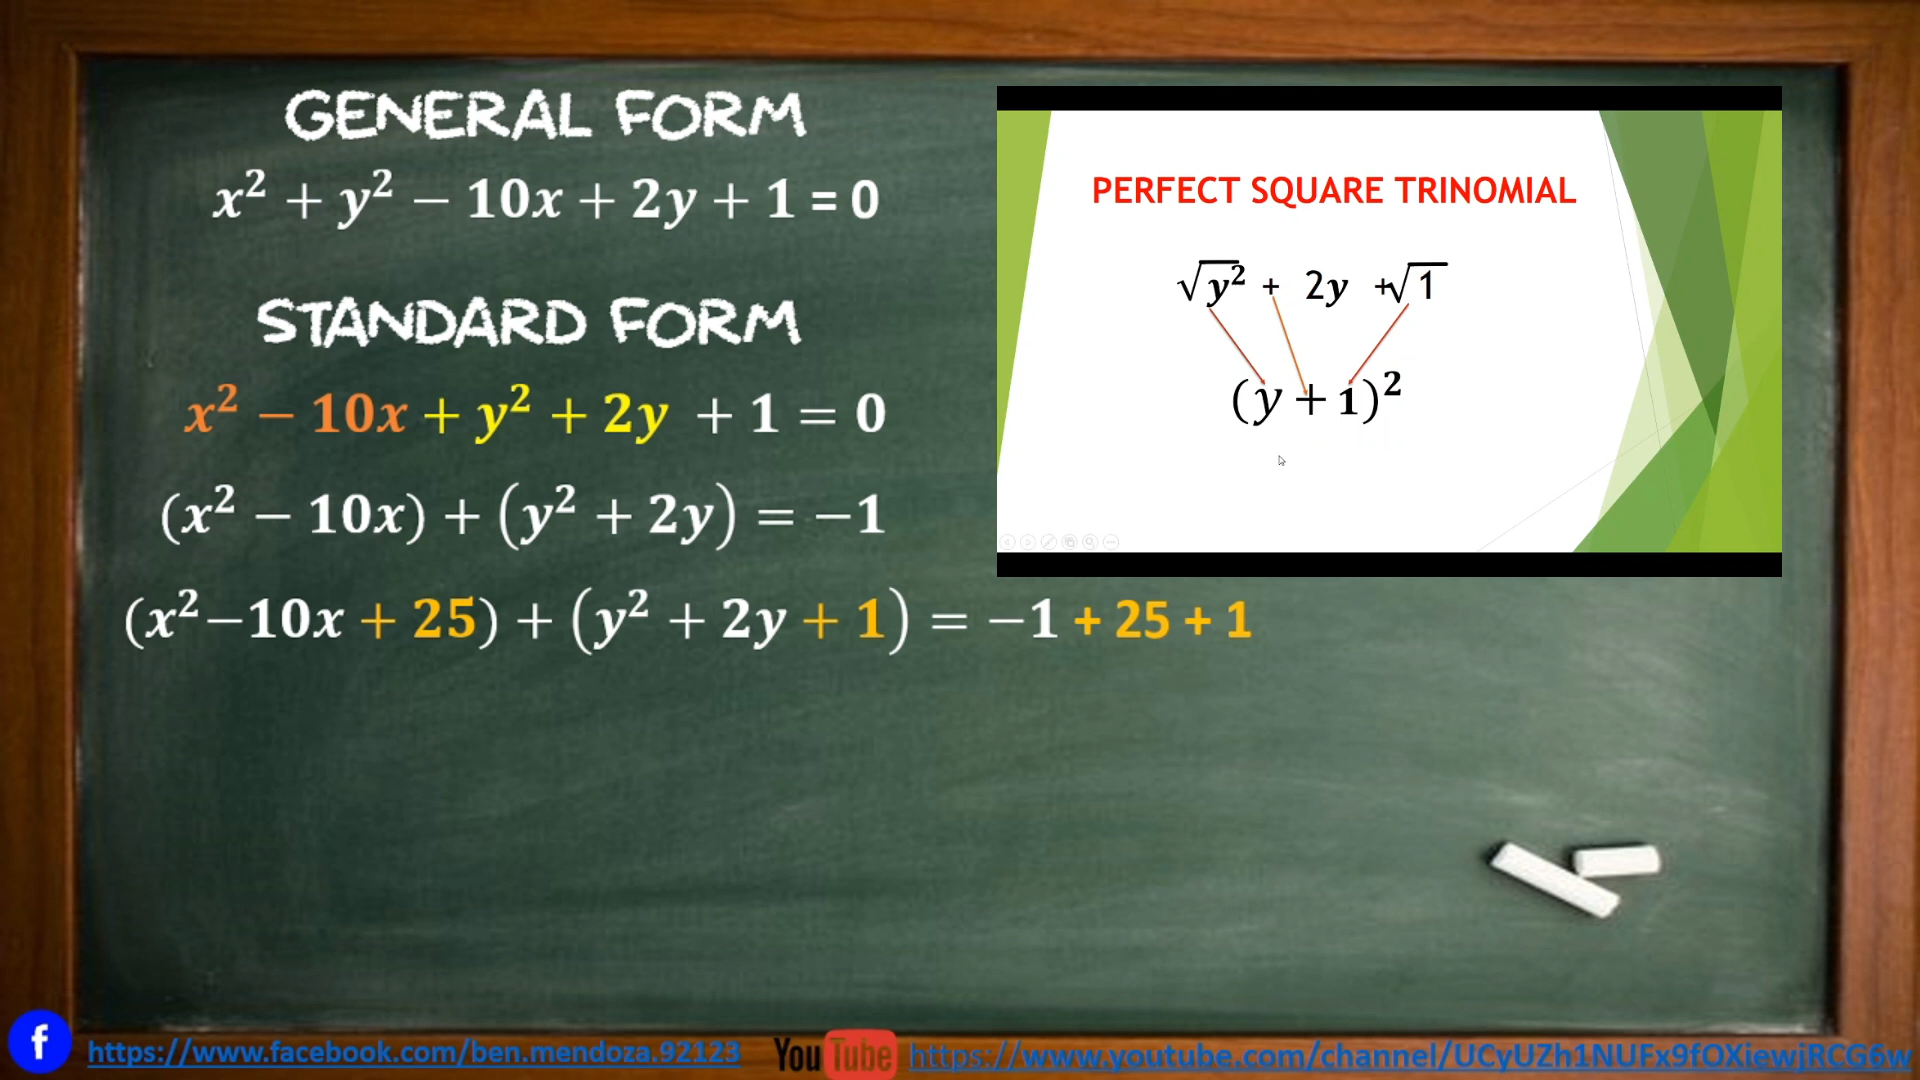 GENERAL FORM
x² + y² − 10x + 2y + 1 = 0
STANDARD FORM
x² − 10x + y² + 2y + 1 = 0
(x² − 10x) + (y² + 2y) = −1
(x²−10x + 25) + (y² + 2y + 1) = −1 + 25 + 1
PERFECT SQUARE TRINOMIAL
√y² + 2y +√1
(y + 1)²
f https://www.facebook.com/ben.mendoza.92123 YouTube https://www.youtube.com/channel/UCyUZh1NUFx9fOXiewjRCG6w